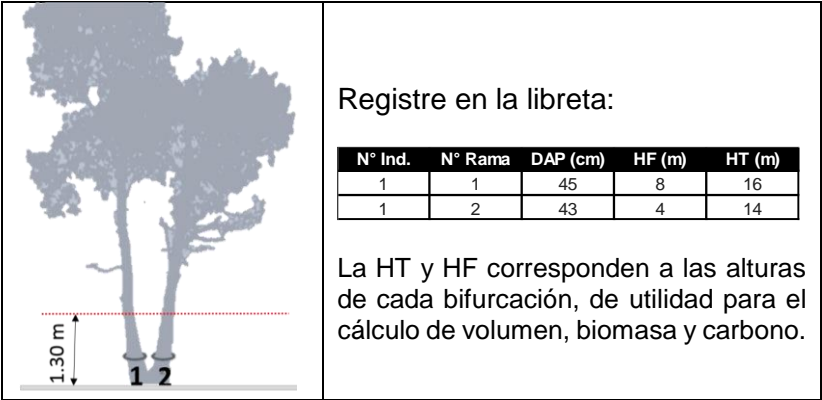 1.30 m
1 2
Registre en la libreta:
N° Ind. N° Rama DAP (cm) HF (m) HT (m)
1 1 45 8 16
1 2 43 4 14
La HT y HF corresponden a las alturas
de cada bifurcación, de utilidad para el
cálculo de volumen, biomasa y carbono.